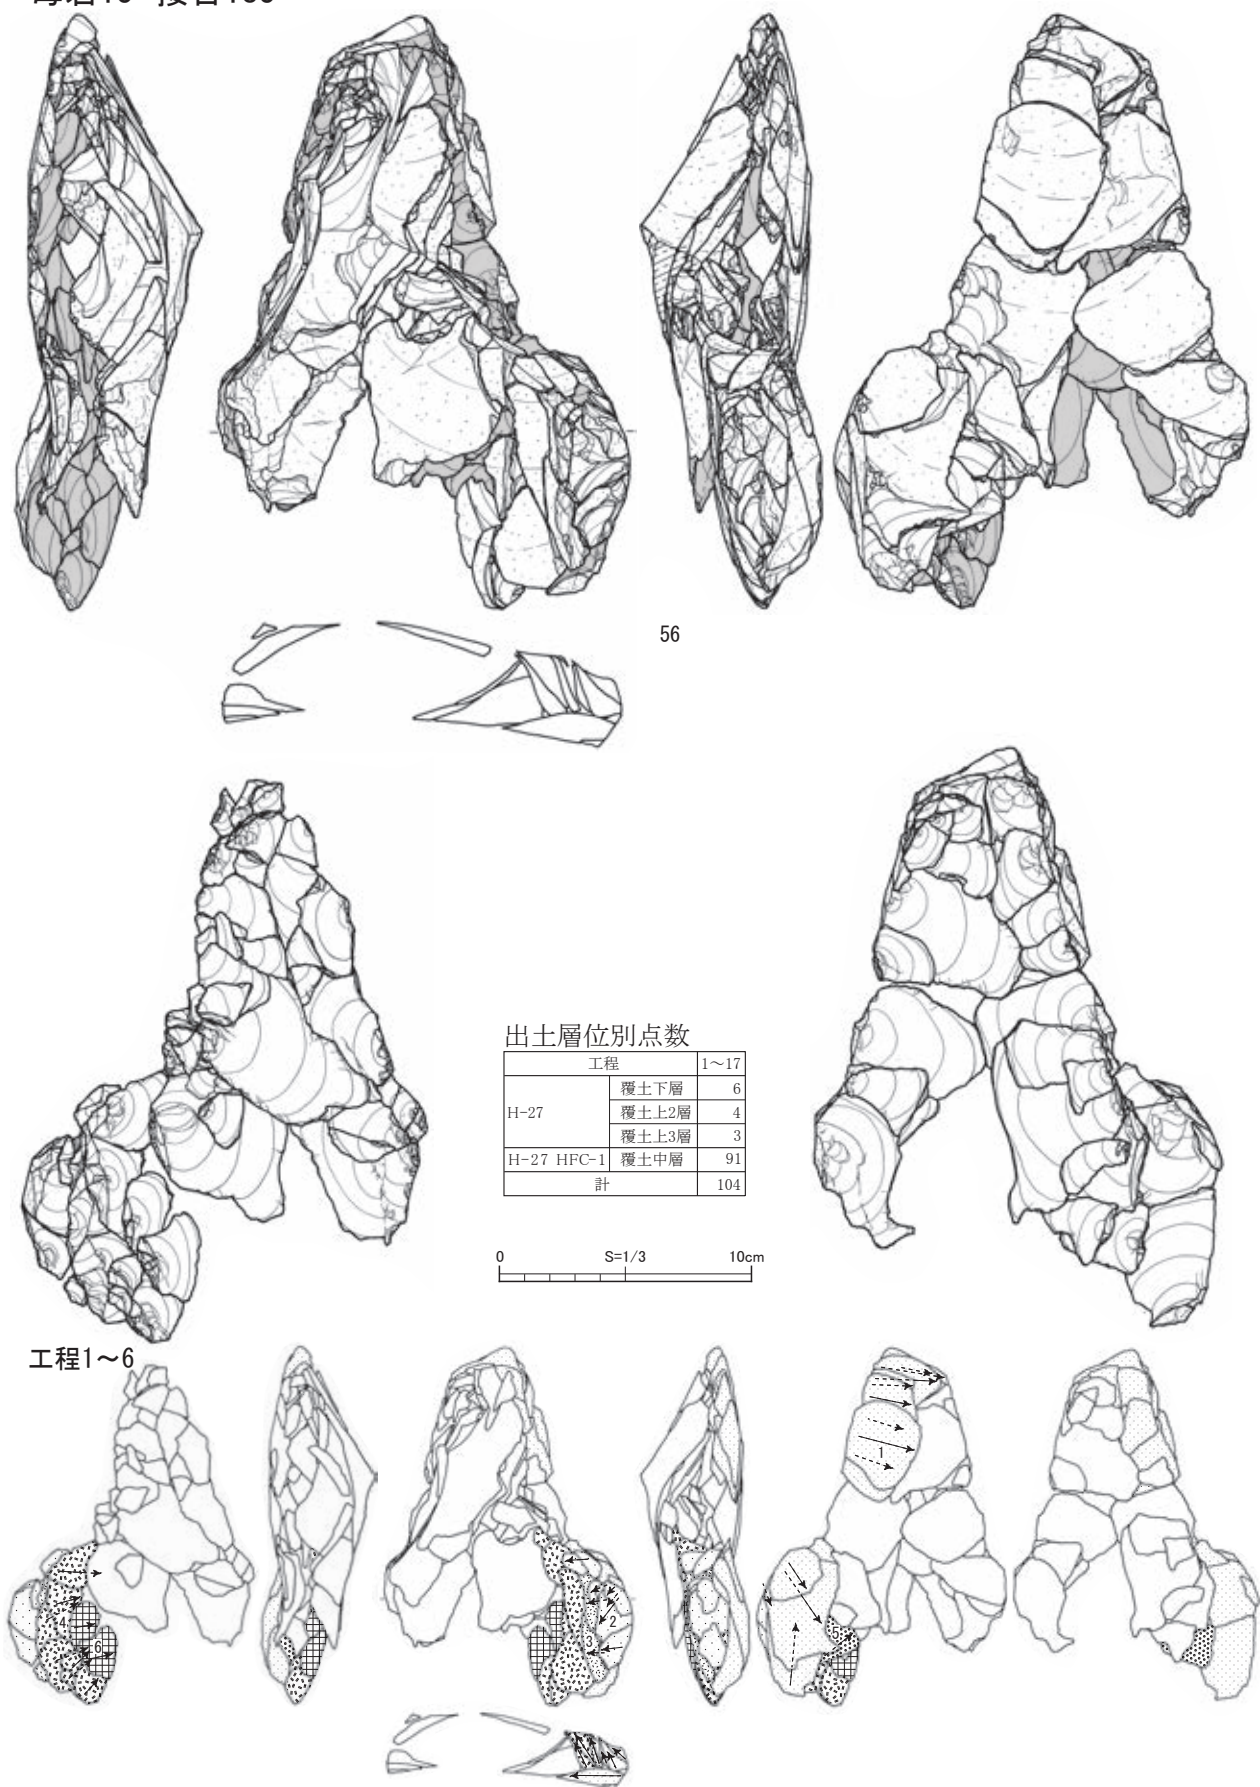 56
出土層位別点数
工程 1～17
H-27 覆土下層 6
覆土上2層 4
覆土上3層 3
H-27 HFC-1 覆土中層 91
計 104
0 S=1/3 10cm
工程1～6
1
2
3
4
5
6